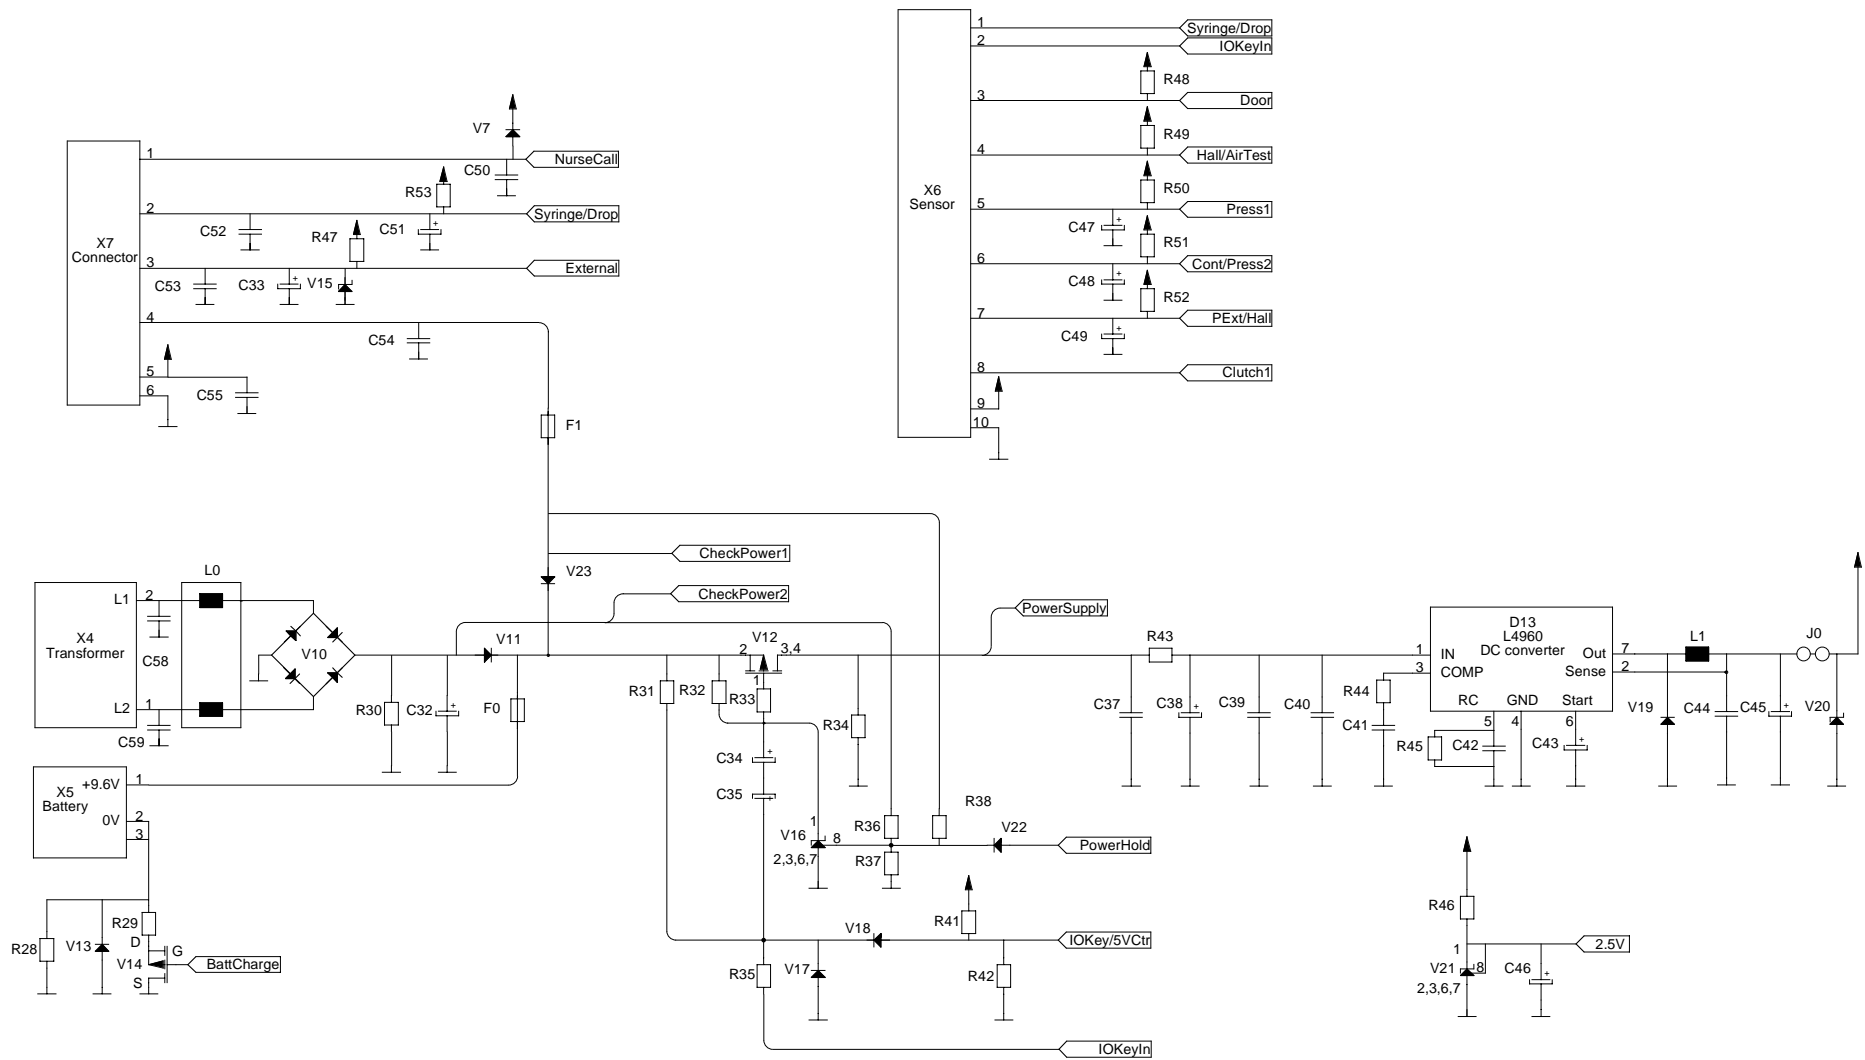 1
Syringe/Drop
2
IOKeyIn
R48
3
Door
R49
4
Hall/AirTest
X6
Sensor
R50
5
Press1
C47
R51
6
Cont/Press2
C48
R52
7
PExt/Hall
C49
8
Clutch1
9
10
V7
1
NurseCall
C50
R53
2
Syringe/Drop
C52
C51
X7
Connector
R47
3
External
C53
C33
V15
4
C54
5
C55
6
F1
CheckPower1
V23
CheckPower2
L0
L1
2
X4
Transformer
C58
L2
1
C59
V10
V11
R30
C32
F0
PowerSupply
V12
2
3,4
1
R31
R32
R33
R34
C34
C35
R43
C37
C38
C39
C40
D13
L4960
DC converter
1
IN
3
COMP
Out
7
Sense
2
RC
GND
Start
5
4
6
R44
C41
R45
C42
C43
L1
J0
V19
C44
C45
V20
X5
Battery
+9.6V
1
0V
2
3
R38
1
V16
8
2,3,6,7
R36
R37
V22
PowerHold
R28
V13
R29
D
G
V14
S
BattCharge
R41
V18
IOKey/5VCtr
R35
V17
R42
IOKeyIn
R46
1
2.5V
V21
8
2,3,6,7
C46